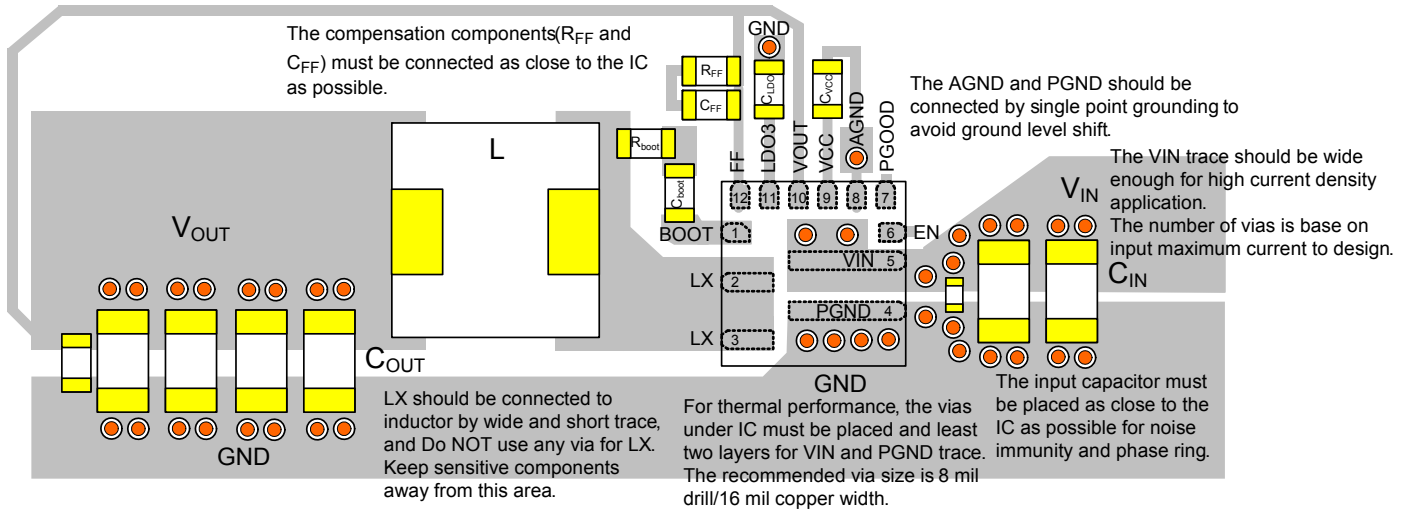 The compensation components(RFF and
CFF) must be connected as close to the IC
as possible.
GND
RFF
CFF
CLDO
CVCC
AGND
The AGND and PGND should be
connected by single point grounding to
avoid ground level shift.
L
Rboot
Cboot
FF
LDO3
VOUT
VCC
PGOOD
12
11
10
9
8
7
The VIN trace should be wide
enough for high current density
application.
The number of vias is base on
input maximum current to design.
VIN
VOUT
BOOT
1
6
EN
VIN
5
LX
2
CIN
PGND
4
LX
3
COUT
GND
GND
LX should be connected to
inductor by wide and short trace,
and Do NOT use any via for LX.
Keep sensitive components
away from this area.
For thermal performance, the vias
under IC must be placed and least
two layers for VIN and PGND trace.
The recommended via size is 8 mil
drill/16 mil copper width.
The input capacitor must
be placed as close to the
IC as possible for noise
immunity and phase ring.